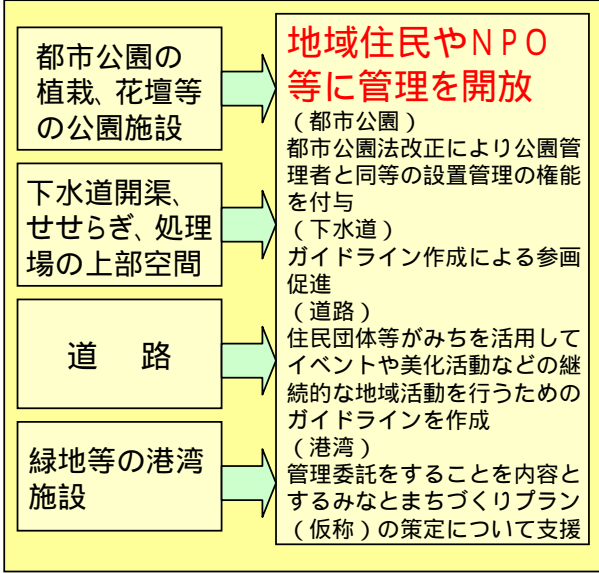 都市公園の
植栽、花壇等
の公園施設
下水道開渠、
せせらぎ、処理
場の上部空間
道　路
緑地等の港湾
施設
地域住民やNPO
等に管理を開放
(都市公園)
都市公園法改正により公園管
理者と同等の設置管理の権能
を付与
(下水道)
ガイドライン作成による参画
促進
(道路)
住民団体等がみちを活用して
イベントや美化活動などの継
続的な地域活動を行うための
ガイドラインを作成
(港湾)
管理委託をすることを内容と
するみなとまちづくりプラン
(仮称)の策定について支援